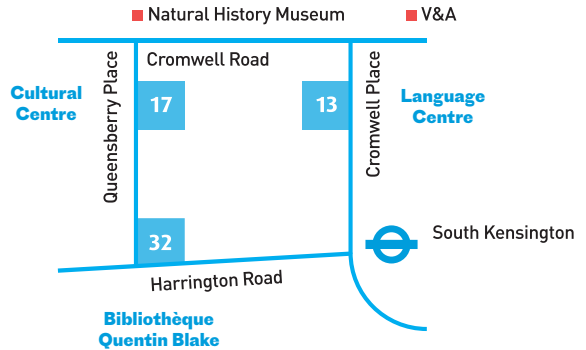 Natural History Museum
V&A
Cromwell Road
Queensberry Place
Cromwell Place
Cultural
Centre
17
13
Language
Centre
32
South Kensington
Harrington Road
Bibliothèque
Quentin Blake